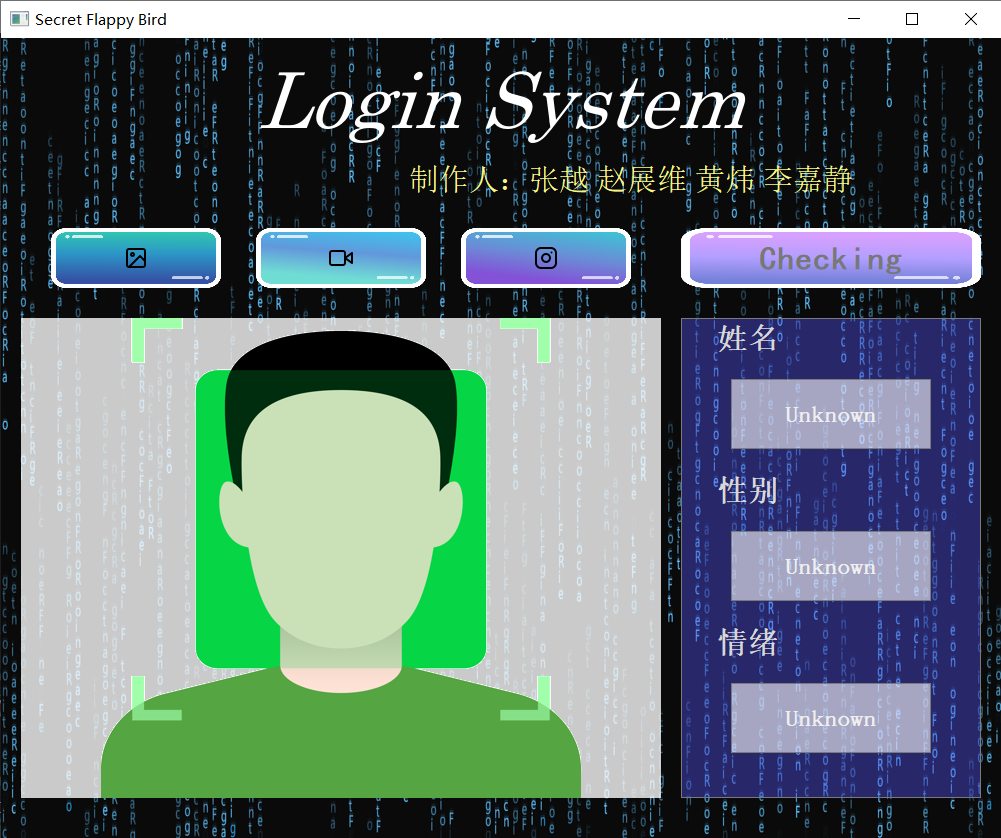 Secret Flappy Bird
Login System
制作人：张越 赵展维 黄炜 李嘉静
Checking
姓名
Unknown
性别
Unknown
情绪
Unknown